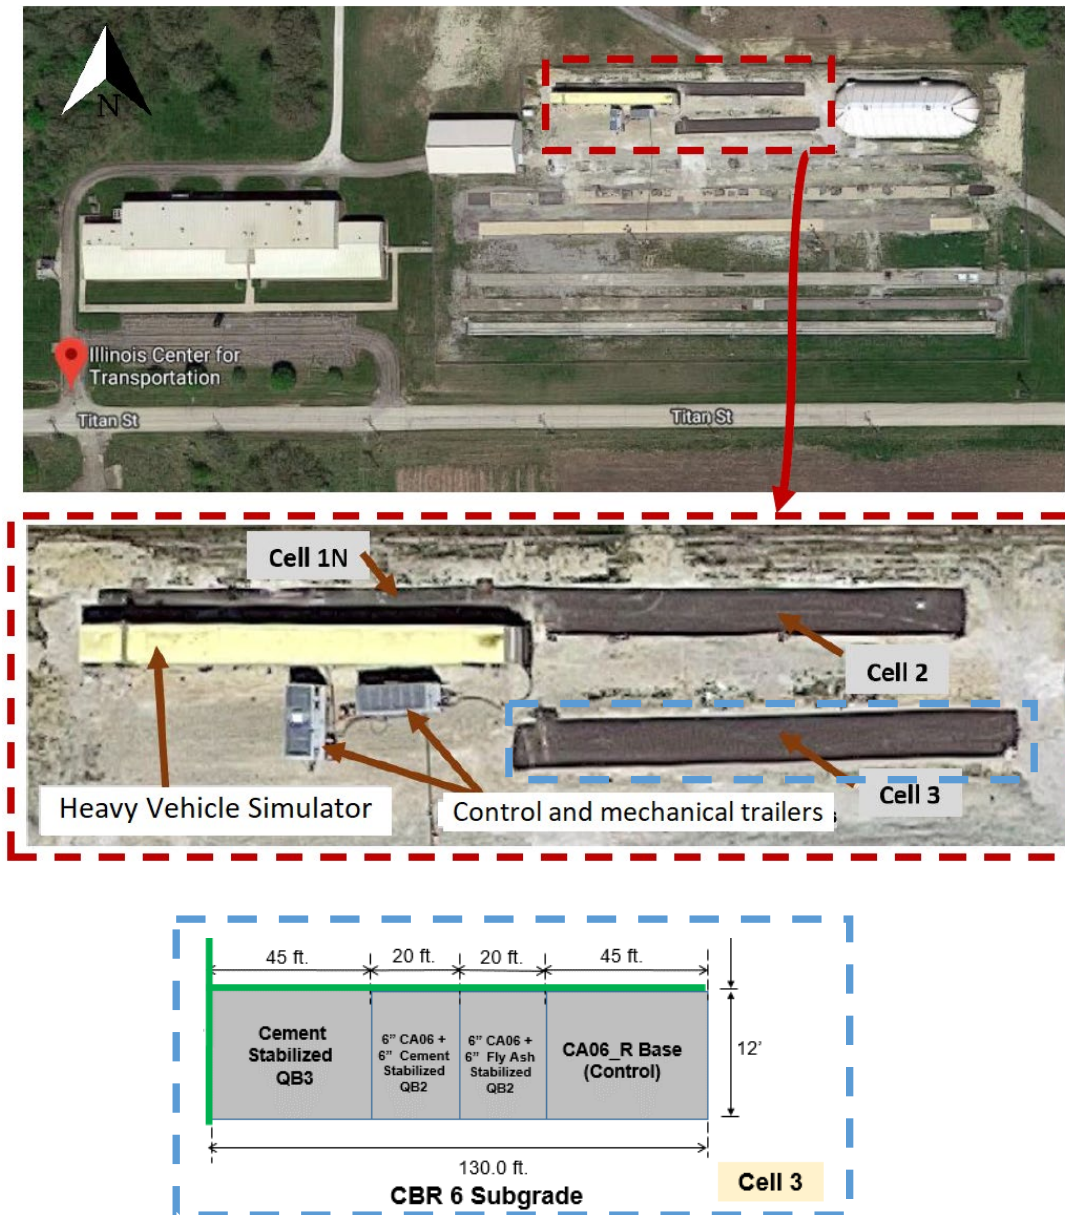 N
Illinois Center for
Transportation
Titan St
Titan St
Cell 1N
Cell 2
Cell 3
Heavy Vehicle Simulator
Control and mechanical trailers
45 ft.
20 ft.
20 ft.
45 ft.
Cement
Stabilized
QB3
6” CA06 +
6” Cement
Stabilized
QB2
6” CA06 +
6” Fly Ash
Stabilized
QB2
CA06_R Base
(Control)
12’
130.0 ft.
CBR 6 Subgrade
Cell 3